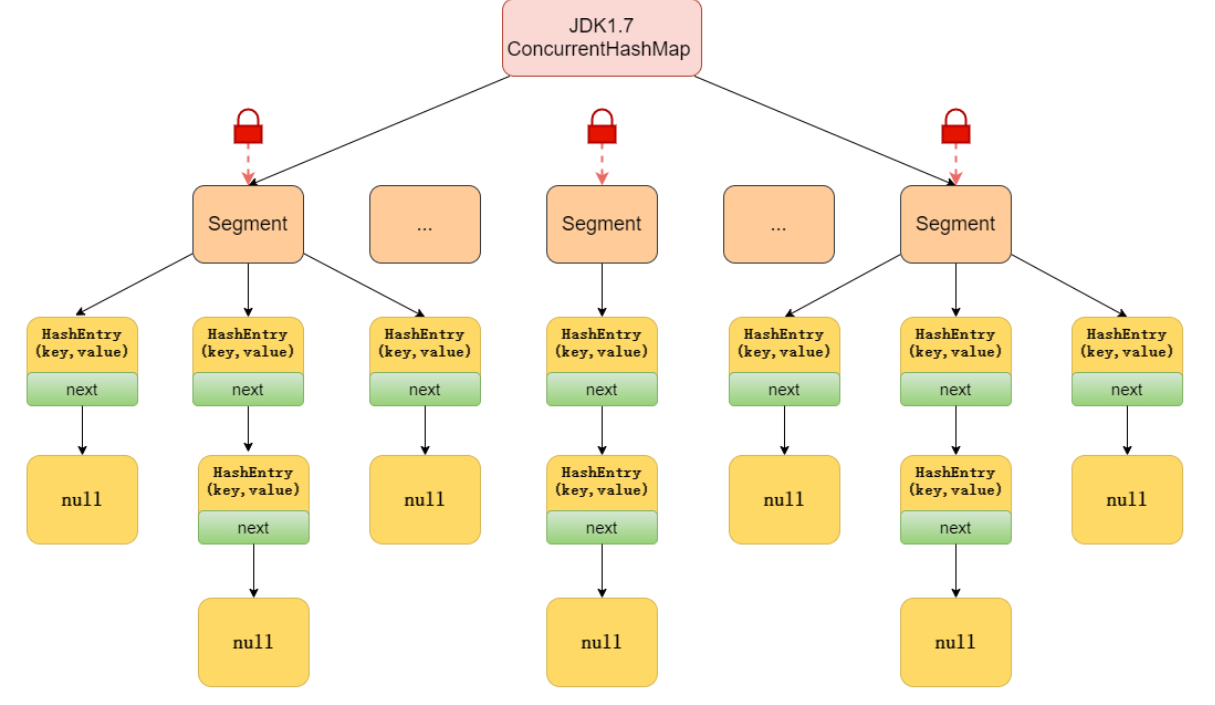 JDK1.7
ConcurrentHashMap
Segment
...
Segment
...
Segment
HashEntry
(key,value)
next
HashEntry
(key,value)
next
HashEntry
(key,value)
next
HashEntry
(key,value)
next
HashEntry
(key,value)
next
HashEntry
(key,value)
next
HashEntry
(key,value)
next
null
HashEntry
(key,value)
next
null
HashEntry
(key,value)
next
null
HashEntry
(key,value)
next
null
null
null
null